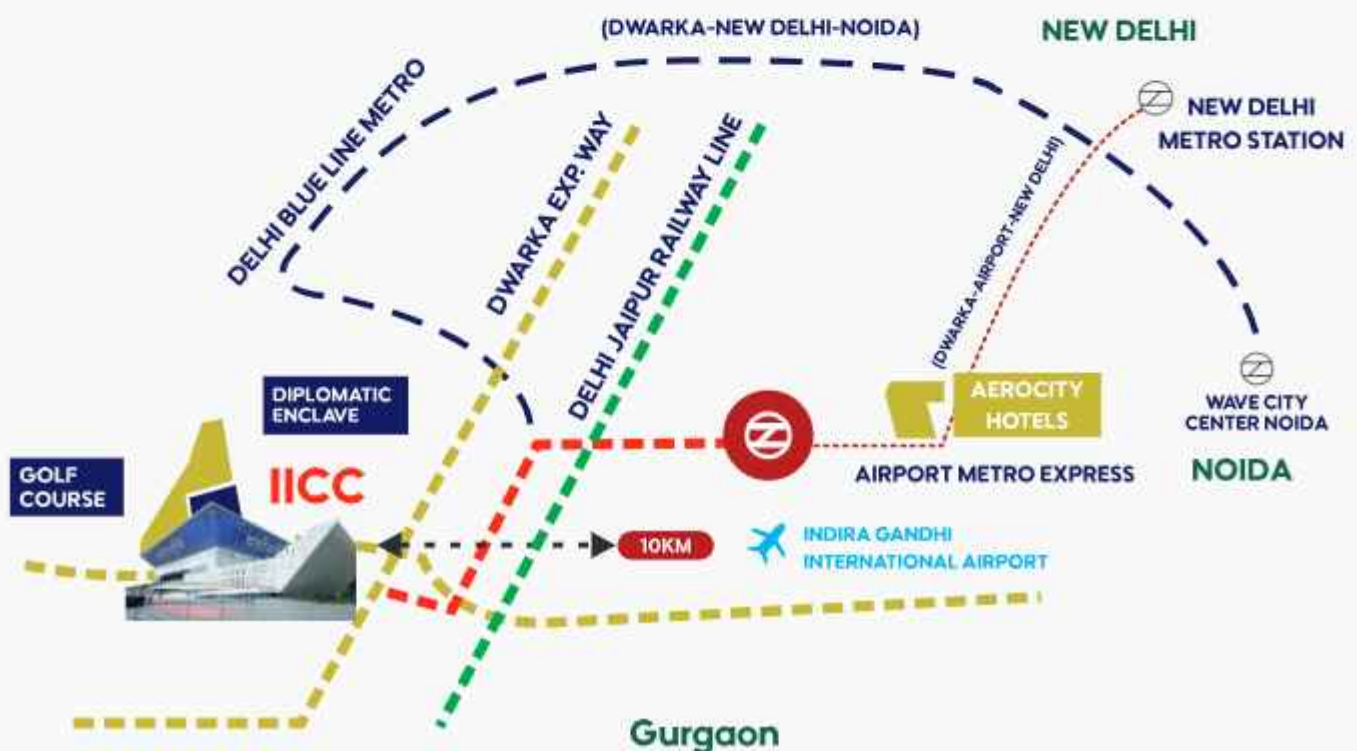 (DWARKA-NEW DELHI-NOIDA)
NEW DELHI
NEW DELHI
METRO STATION
DELHI BLUE LINE METRO
DWARKA EXP. WAY
DELHI JAIPUR RAILWAY LINE
(DWARKA-AIRPORT-NEW DELHI)
DIPLOMATIC
ENCLAVE
AEROCITY
HOTELS
WAVE CITY
CENTER NOIDA
GOLF
COURSE
IICC
AIRPORT METRO EXPRESS
NOIDA
10KM
INDIRA GANDHI
INTERNATIONAL AIRPORT
Gurgaon